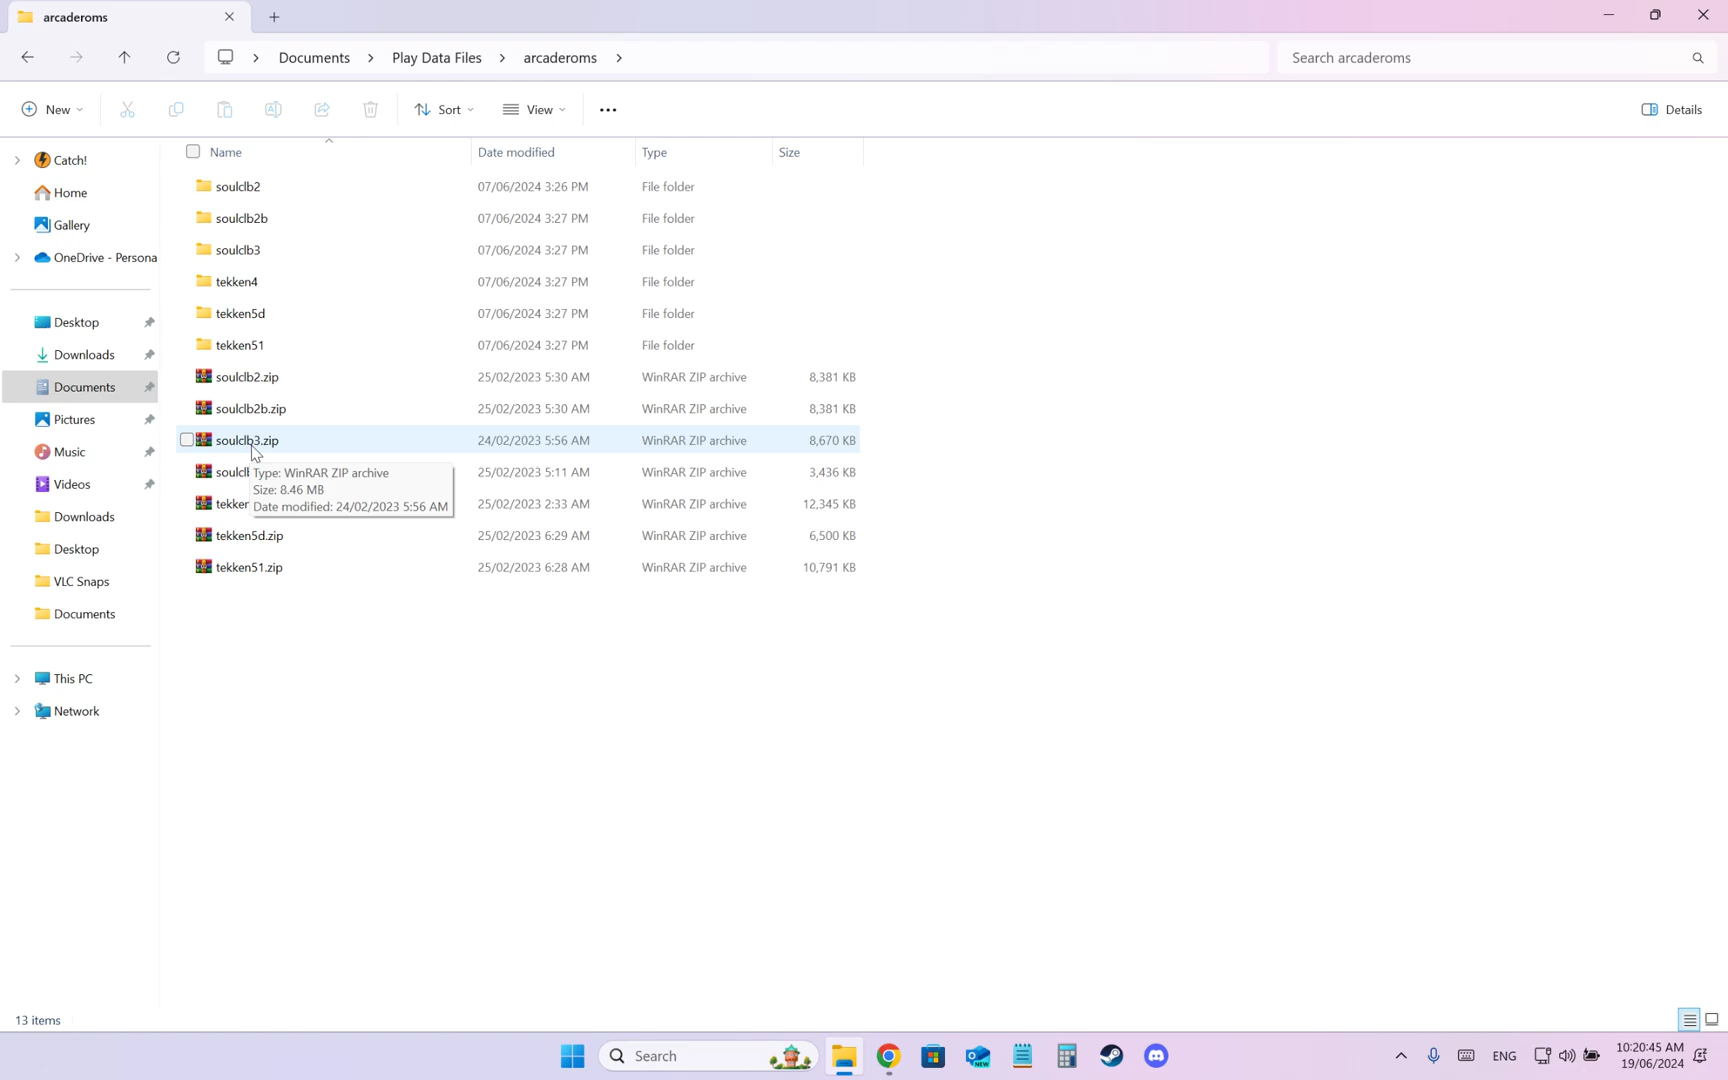 arcaderoms
Documents > Play Data Files > arcaderoms >
Search arcaderoms
New
Sort
View
Details
Name Date modified Type Size
Catch!
Home
Gallery
OneDrive - Persona
Desktop
Downloads
Documents
Pictures
Music
Videos
Downloads
Desktop
VLC Snaps
Documents
This PC
Network
soulclb2 07/06/2024 3:26 PM File folder
soulclb2b 07/06/2024 3:27 PM File folder
soulclb3 07/06/2024 3:27 PM File folder
tekken4 07/06/2024 3:27 PM File folder
tekken5d 07/06/2024 3:27 PM File folder
tekken51 07/06/2024 3:27 PM File folder
soulclb2.zip 25/02/2023 5:30 AM WinRAR ZIP archive 8,381 KB
soulclb2b.zip 25/02/2023 5:30 AM WinRAR ZIP archive 8,381 KB
soulclb3.zip 24/02/2023 5:56 AM WinRAR ZIP archive 8,670 KB
25/02/2023 5:11 AM WinRAR ZIP archive 3,436 KB
25/02/2023 2:33 AM WinRAR ZIP archive 12,345 KB
tekken5d.zip 25/02/2023 6:29 AM WinRAR ZIP archive 6,500 KB
tekken51.zip 25/02/2023 6:28 AM WinRAR ZIP archive 10,791 KB
Type: WinRAR ZIP archive
Size: 8.46 MB
Date modified: 24/02/2023 5:56 AM
13 items
Search
NEW
ENG
10:20:45 AM
19/06/2024